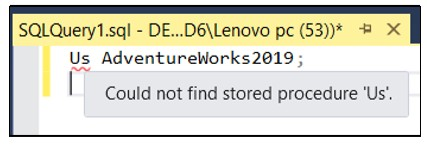 SQLQuery1.sql - DE...D6\Lenovo pc (53))*
Us AdventureWorks2019;
Could not find stored procedure 'Us'.